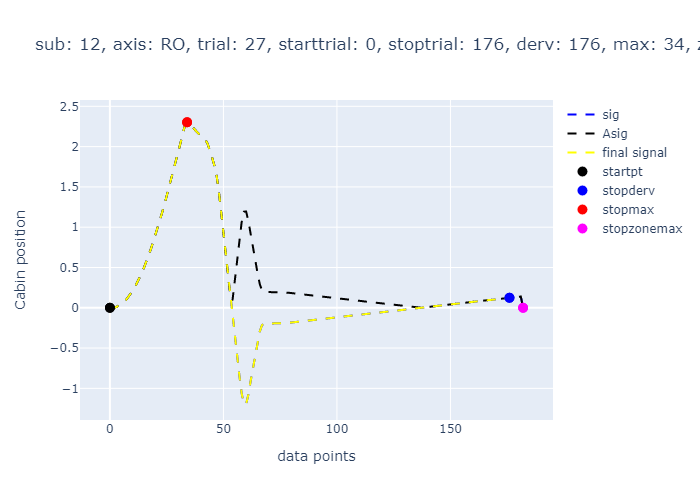 sub: 12, axis: RO, trial: 27, starttrial: 0, stoptrial: 176, derv: 176, max: 34, z
2.5
2
1.5
1
0.5
0
−0.5
−1
Cabin position
0
50
100
150
data points
sig
Asig
final signal
startpt
stopderv
stopmax
stopzonemax